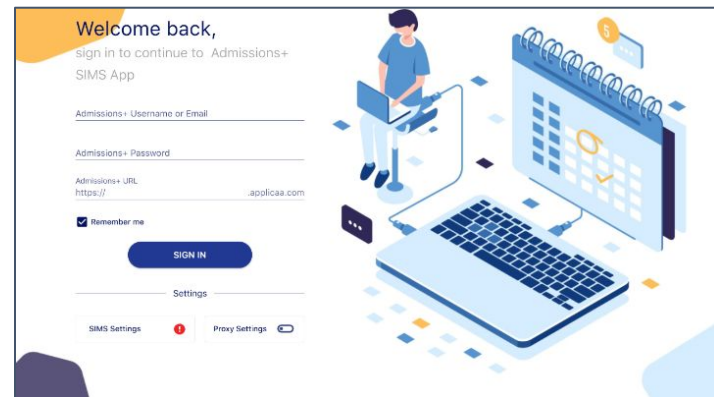 Welcome back,
sign in to continue to Admissions+
SIMS App
Admissions+ Username or Email
Admissions+ Password
Admissions+ URL
https:// .applicaa.com
Remember me
SIGN IN
Settings
SIMS Settings ! Proxy Settings
5